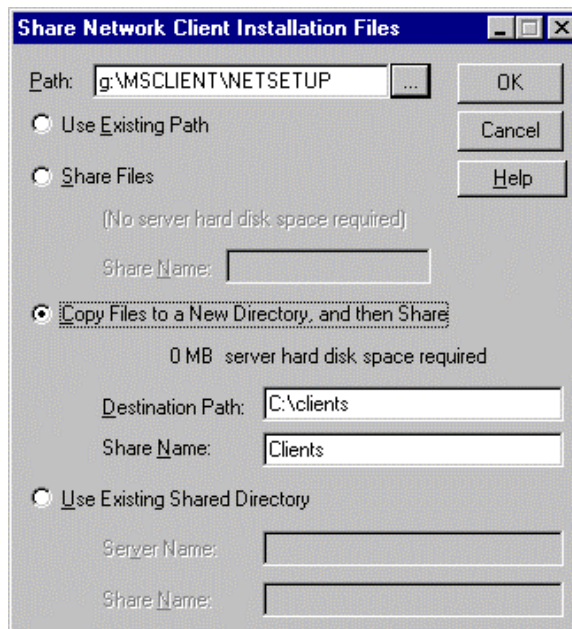 Share Network Client Installation Files
Path: g:\MSCLIENT\NETSETUP ... OK
Use Existing Path Cancel
Share Files Help
(No server hard disk space required)
Share Name:
Copy Files to a New Directory, and then Share
0 MB server hard disk space required
Destination Path: C:\clients
Share Name: Clients
Use Existing Shared Directory
Server Name:
Share Name: